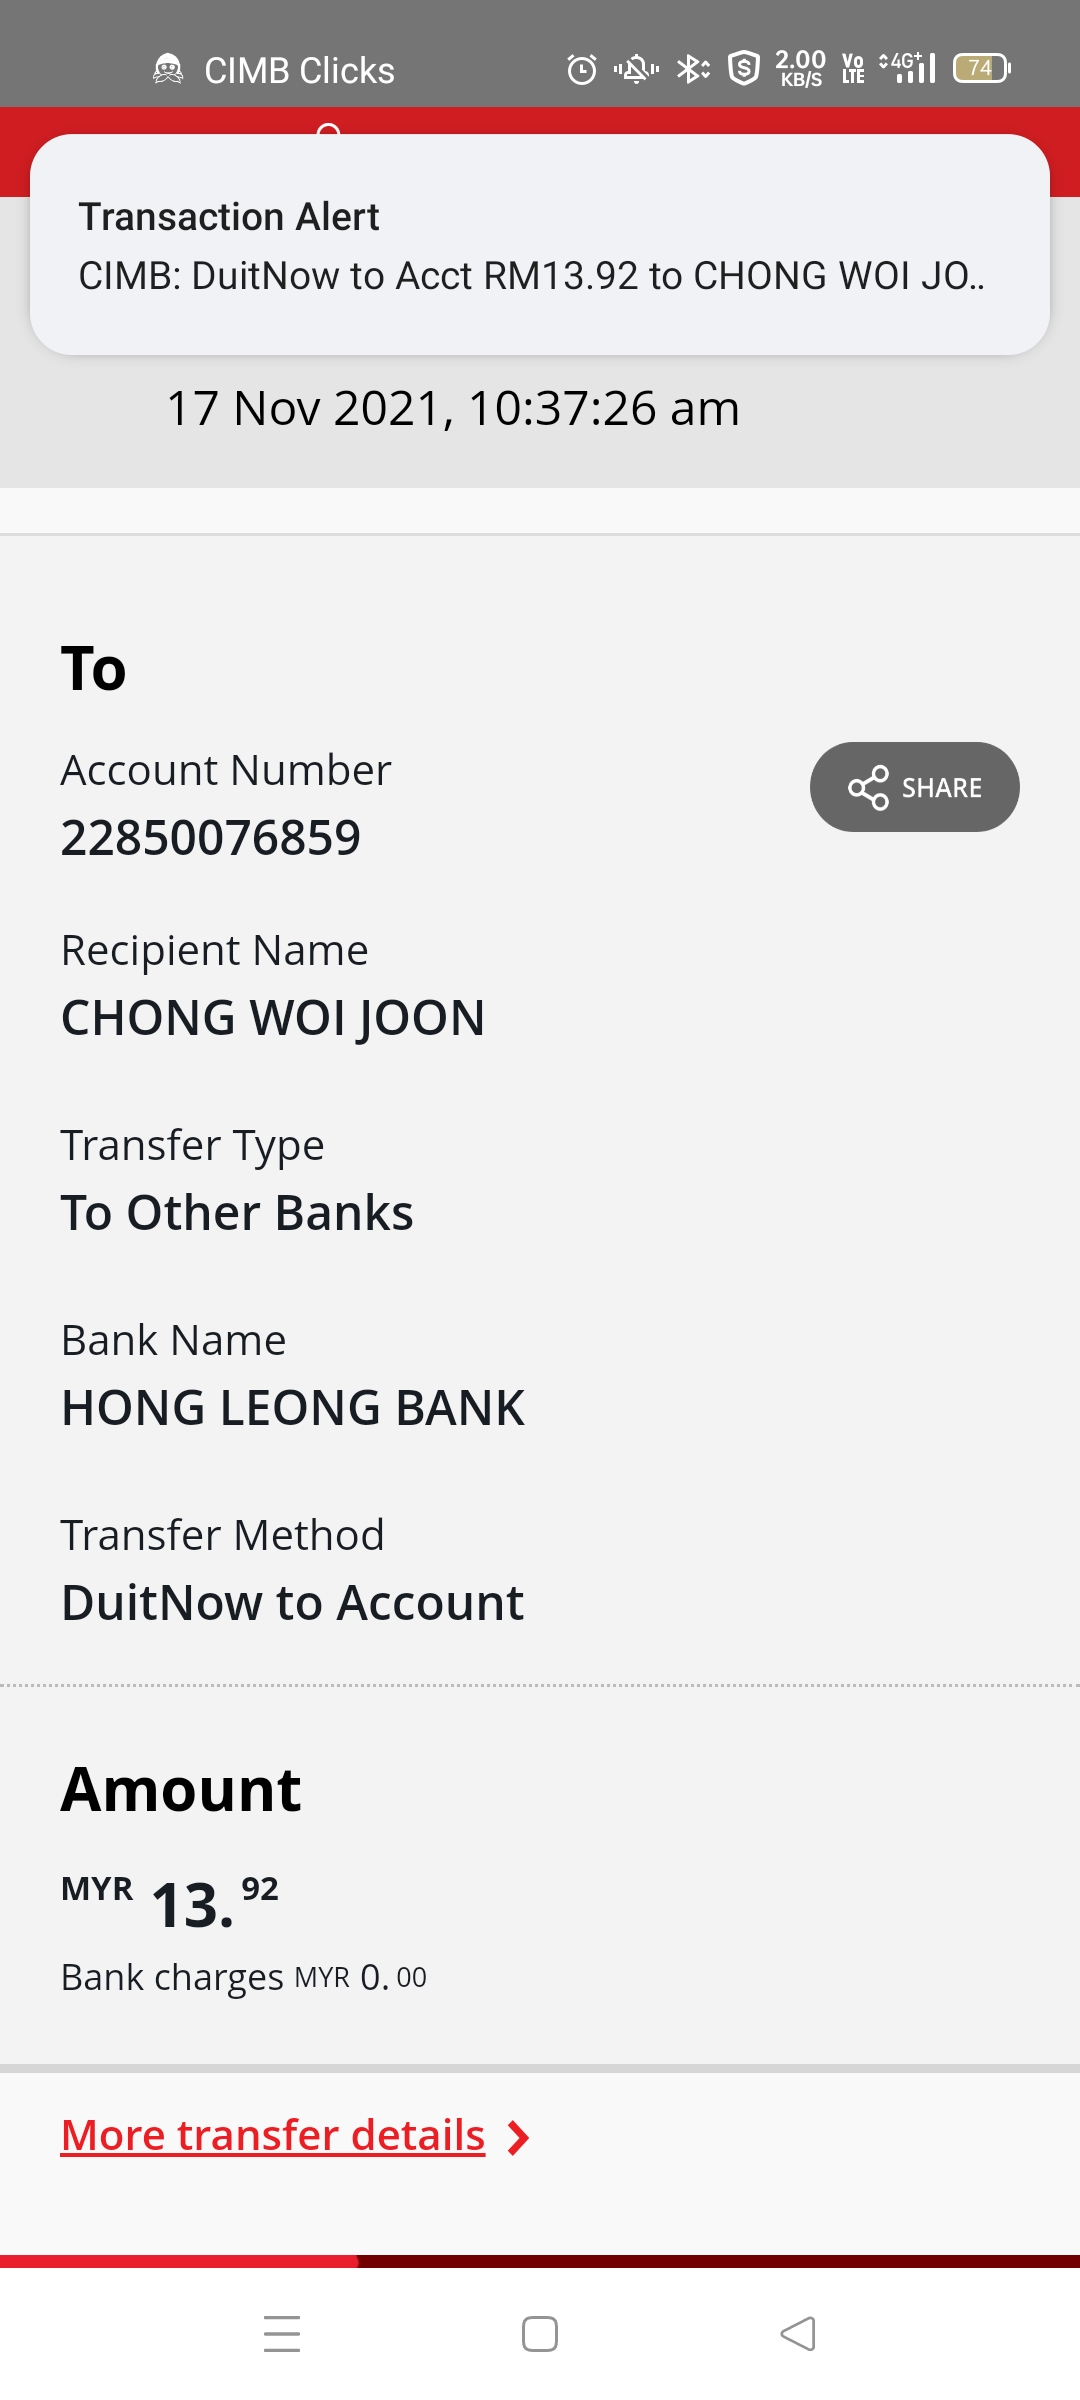 CIMB Clicks
2.00 KB/S
Vo LTE
4G+
74
Transaction Alert
CIMB: DuitNow to Acct RM13.92 to CHONG WOI JO..
17 Nov 2021, 10:37:26 am
To
Account Number
22850076859
SHARE
Recipient Name
CHONG WOI JOON
Transfer Type
To Other Banks
Bank Name
HONG LEONG BANK
Transfer Method
DuitNow to Account
Amount
MYR 13.92
Bank charges MYR 0.00
More transfer details